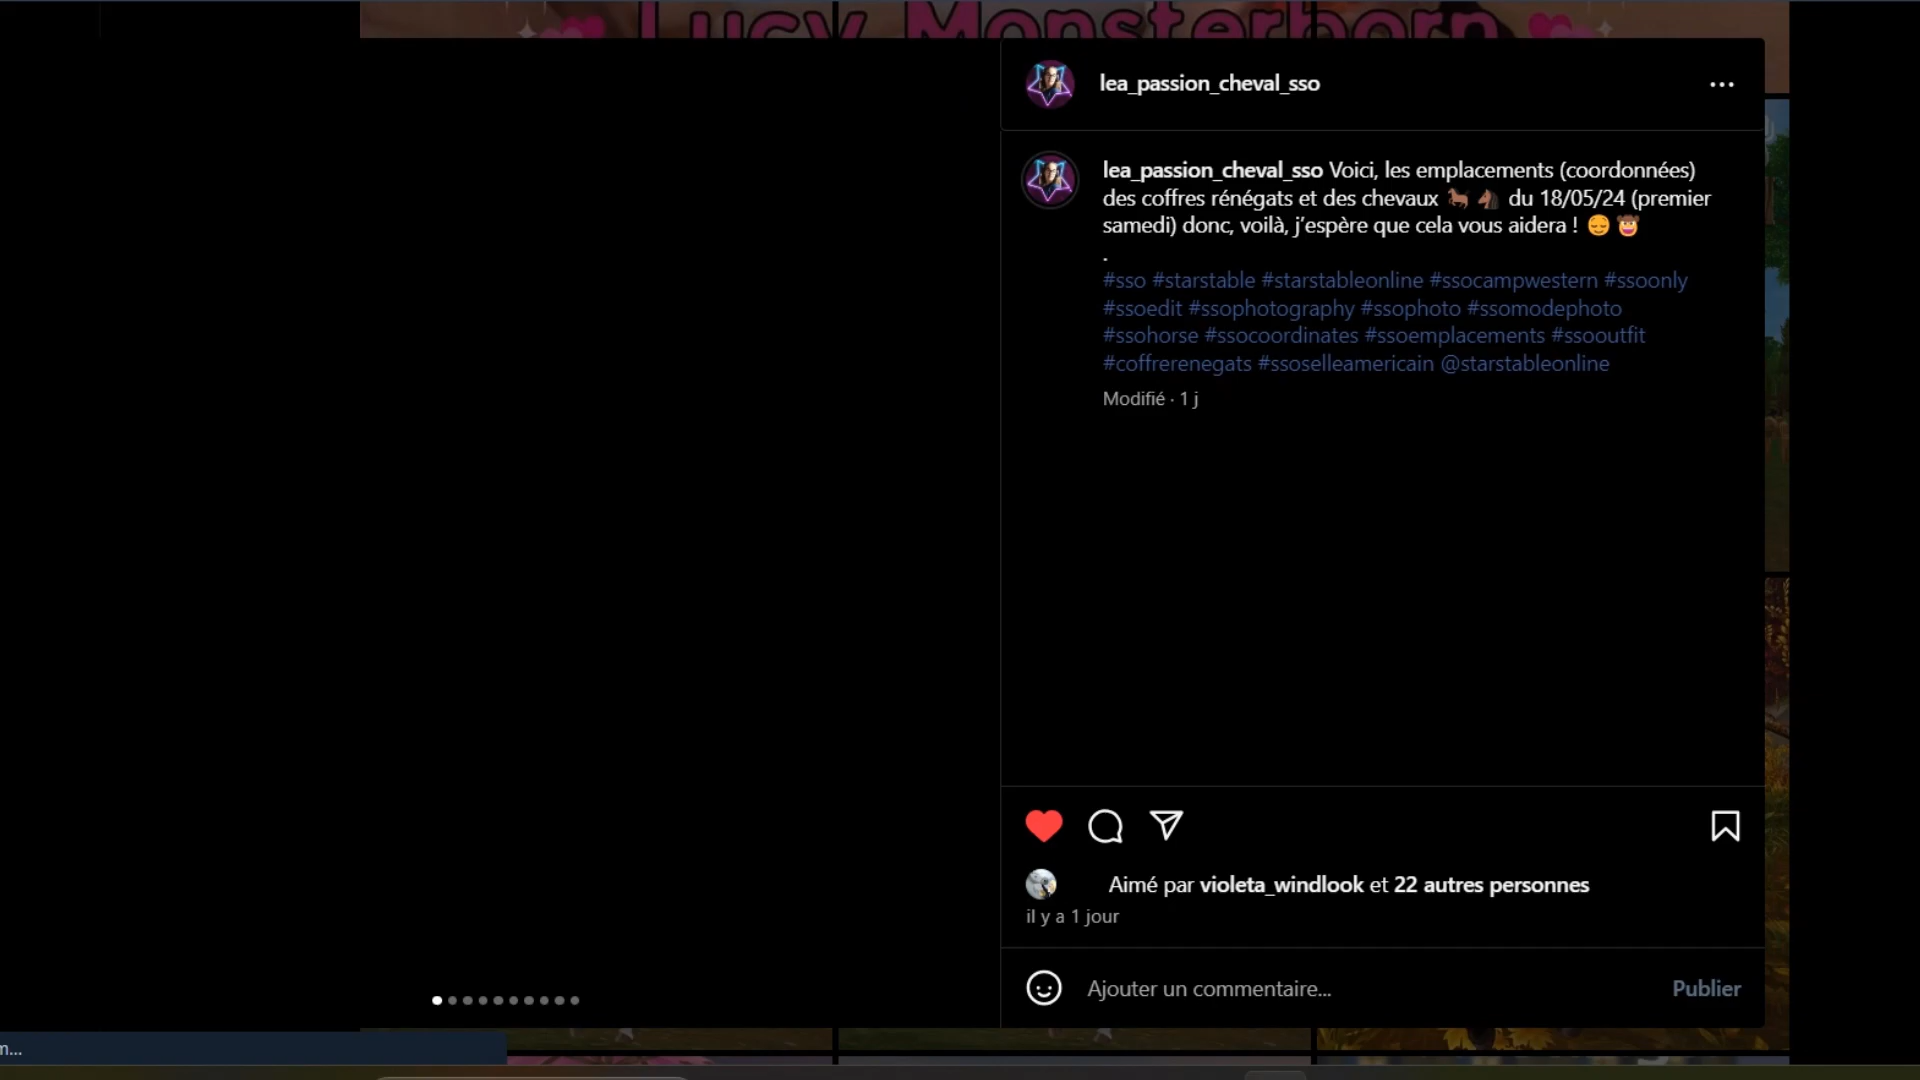 Lucy Monsterborn
lea_passion_cheval_sso
lea_passion_cheval_sso Voici, les emplacements (coordonnées)
des coffres rénégats et des chevaux 🐎 🐴 du 18/05/24 (premier
samedi) donc, voilà, j’espère que cela vous aidera ! 😌 🤠
.
#sso #starstable #starstableonline #ssocampwestern #ssoonly
#ssoedit #ssophotography #ssophoto #ssomodephoto
#ssohorse #ssocoordinates #ssoemplacements #ssooutfit
#coffrerenegats #ssoselleamericain @starstableonline
Modifié · 1 j
Aimé par violeta_windlook et 22 autres personnes
il y a 1 jour
Ajouter un commentaire...
Publier
m...